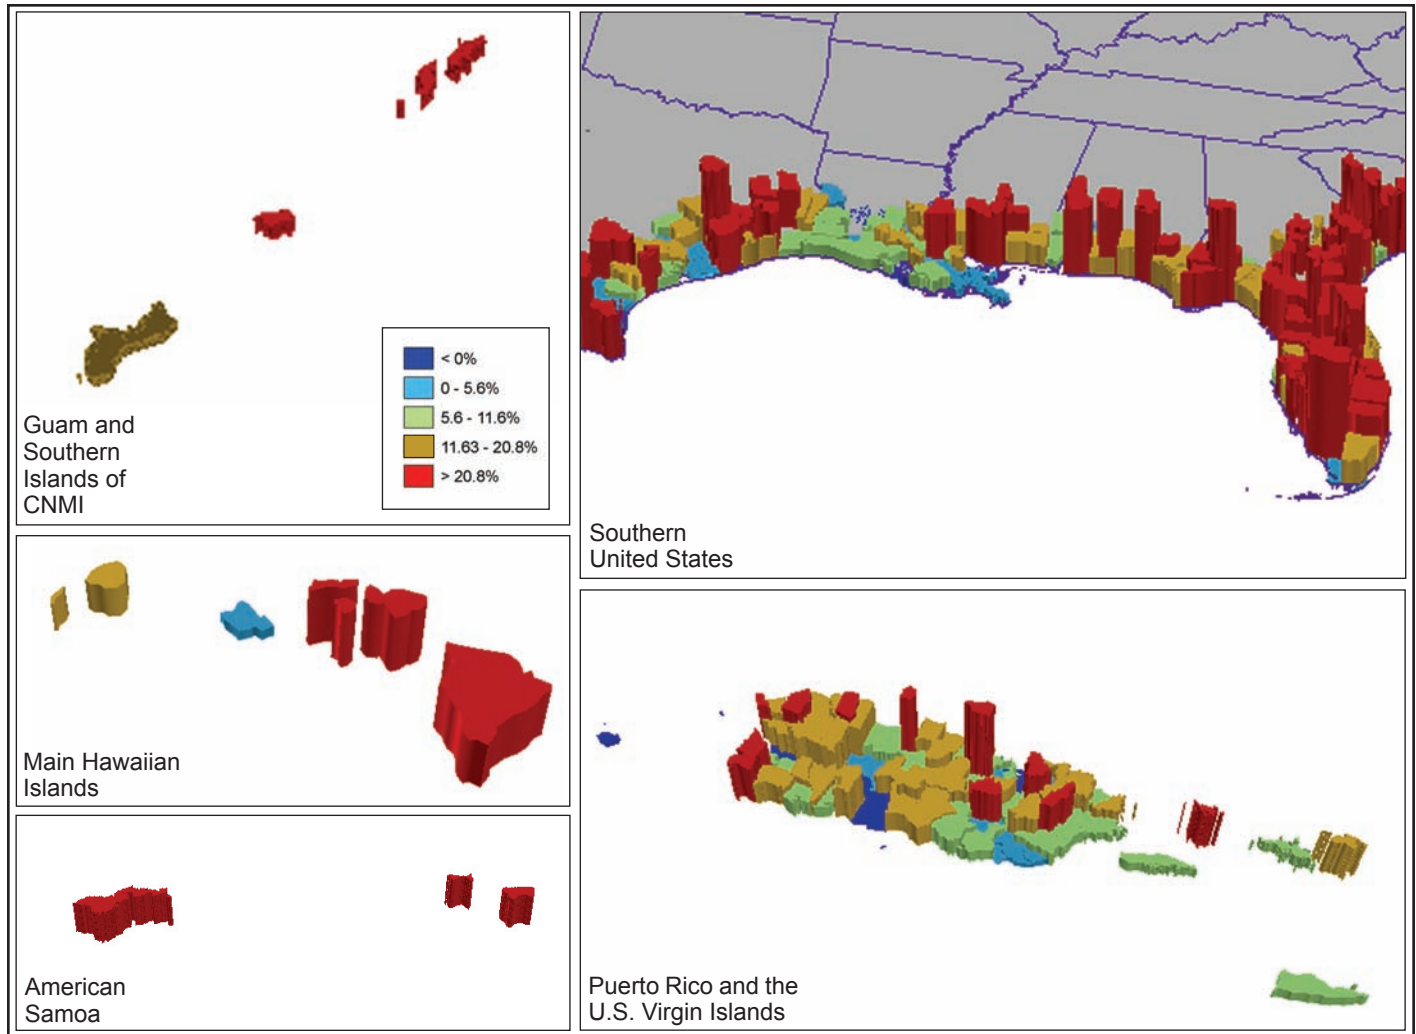 < 0%
0 - 5.6%
5.6 - 11.6%
11.63 - 20.8%
> 20.8%
Guam and
Southern
Islands of
CNMI
Southern
United States
Main Hawaiian
Islands
American
Samoa
Puerto Rico and the
U.S. Virgin Islands